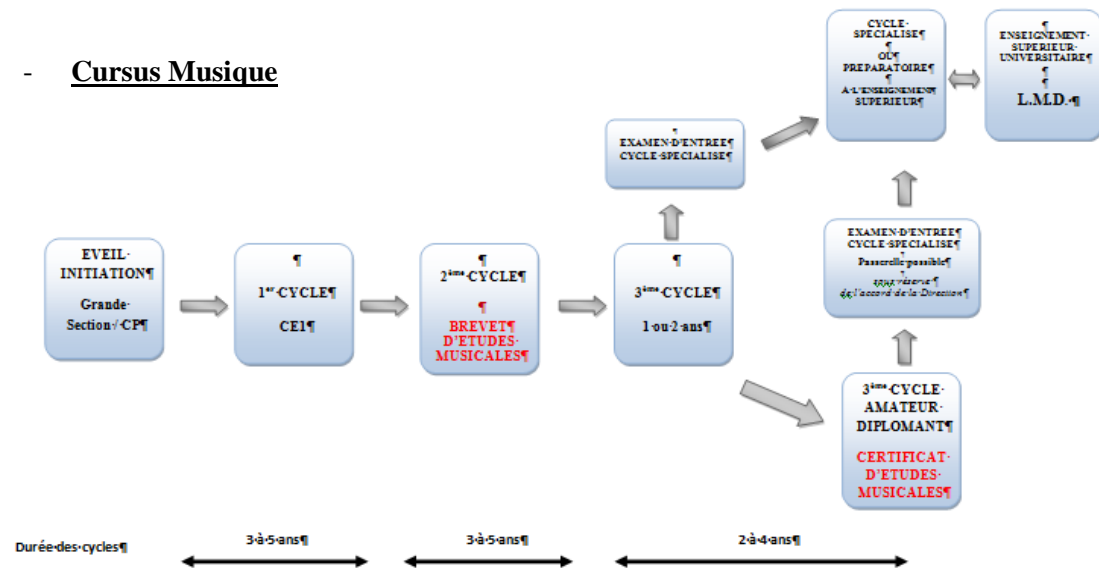 - Cursus Musique
CYCLE·
SPECIALISE¶
¶
OU¶
PREPARATOIRE¶
¶
A·L'ENSEIGNEMENT¶
SUPERIEUR¶
¶
ENSEIGNEMENT·
SUPERIEUR·
UNIVERSITAIRE¶
¶
¶
L.M.D.·¶
¶
EXAMEN·D'ENTREE¶
CYCLE·SPECIALISE¶
EVEIL·
INITIATION¶
Grande·
Section·/·CP¶
¶
1er·CYCLE¶
CE1¶
¶
2ème·CYCLE¶
¶
BREVET¶
D'ETUDES·
MUSICALES¶
¶
3ème·CYCLE¶
1·ou·2·ans¶
EXAMEN·D'ENTREE¶
CYCLE·SPECIALISE¶
Passerelle·possible¶
¶
sous·réserve·
de·l'accord·de·la·Direction¶
3ème·CYCLE·
AMATEUR·
DIPLOMANT¶
CERTIFICAT·
D'ETUDES·
MUSICALES¶
Durée·des·cycles¶
3·à·5·ans¶
3·à·5·ans¶
2·à·4·ans¶